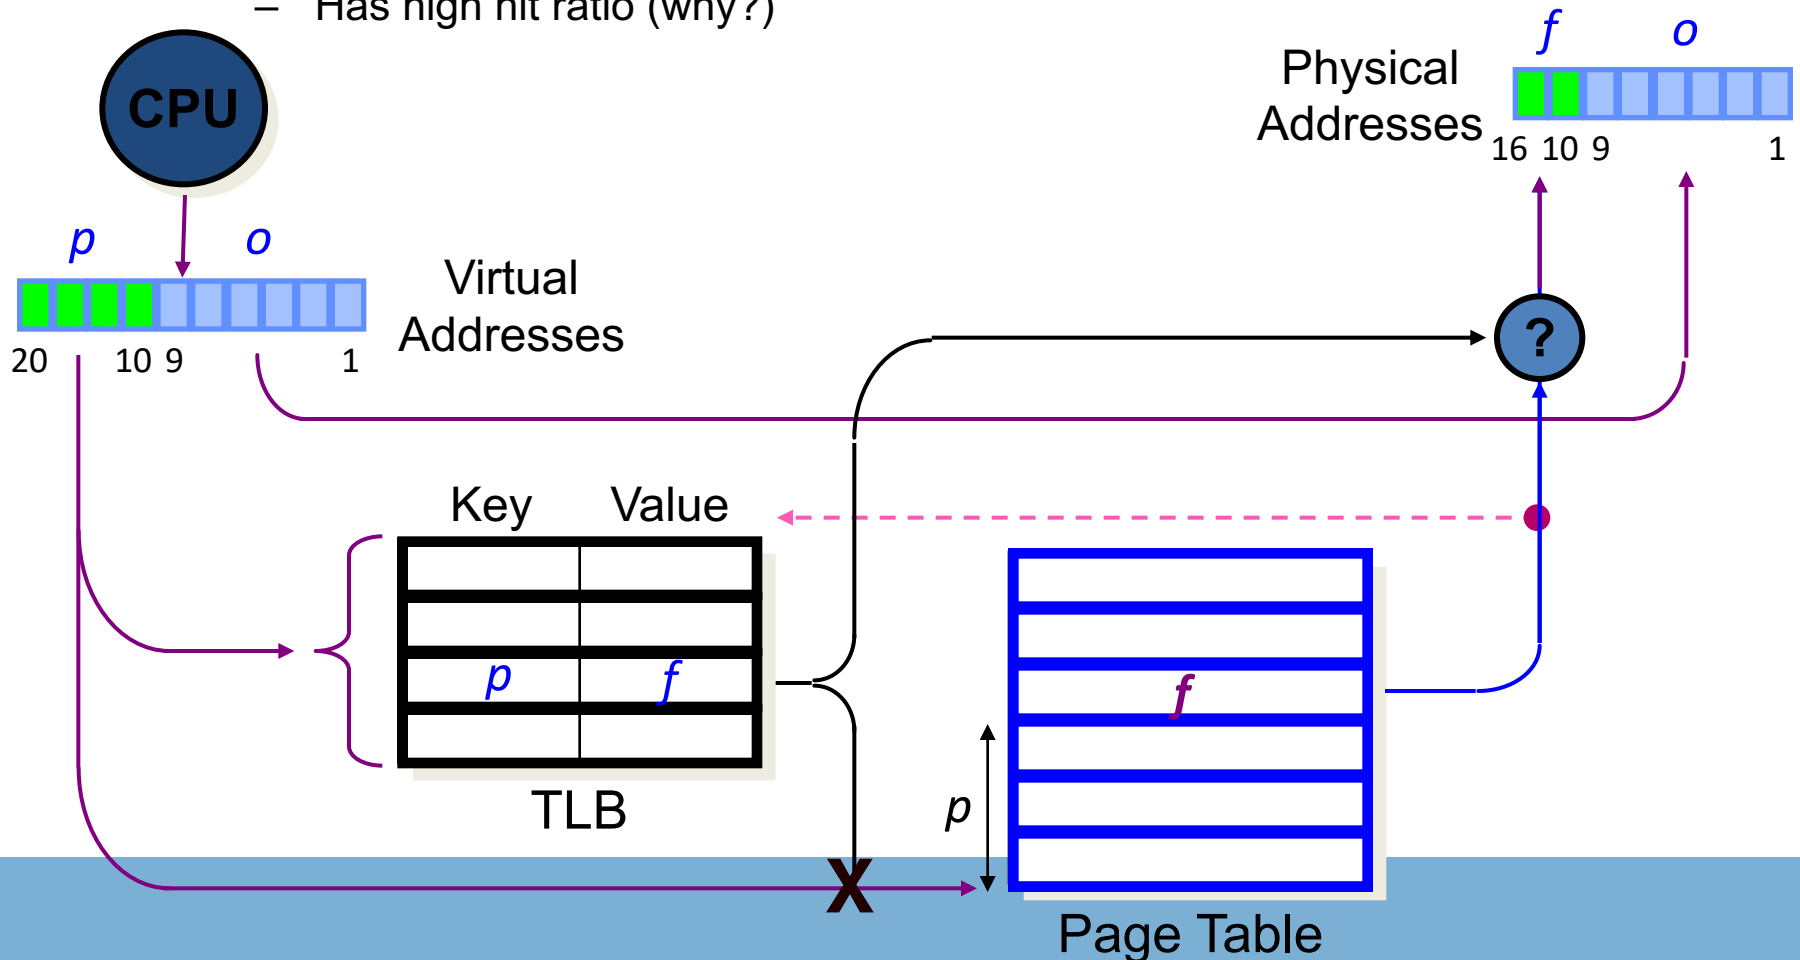 – Has high hit ratio (why?)
CPU
f o
Physical
Addresses
16 10 9 1
p o
Virtual
Addresses
20 10 9 1
?
Key Value
p f
TLB
f
p
X
Page Table